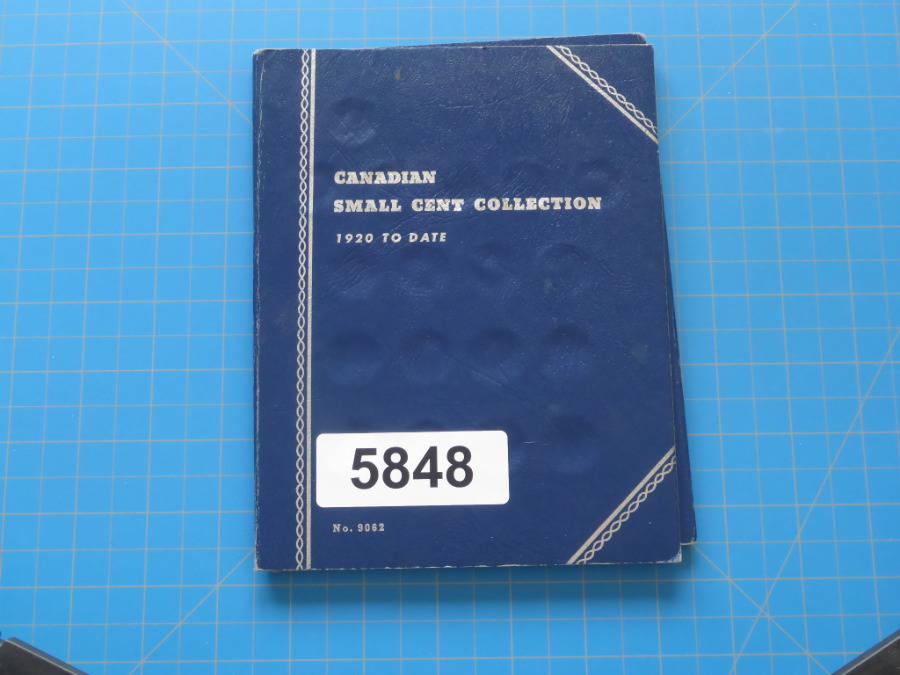 CANADIAN
SMALL CENT COLLECTION
1920 TO DATE
5848
No. 9062